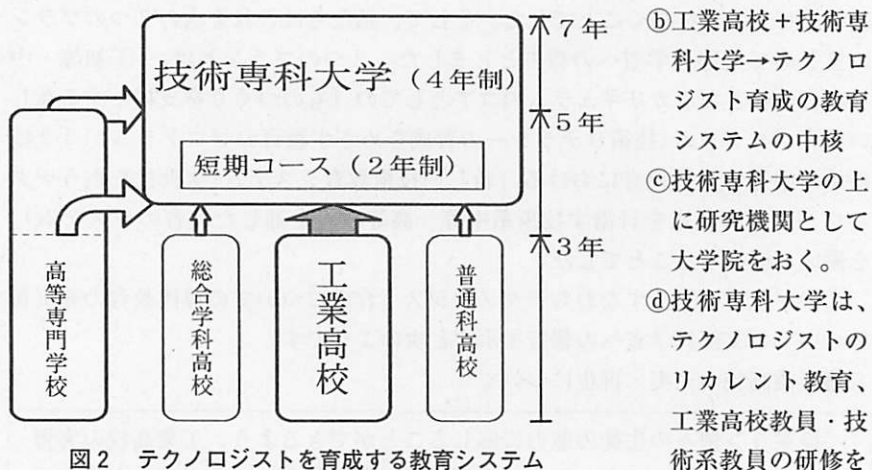 技術専科大学（4年制）
短期コース（2年制）
7年
5年
3年
高等専門学校
総合学科高校
工業高校
普通科高校
図2　テクノロジストを育成する教育システム
ⓑ工業高校＋技術専
科大学→テクノロ
ジスト育成の教育
システムの中核
ⓒ技術専科大学の上
に研究機関として
大学院をおく。
ⓓ技術専科大学は、
テクロジストの
リカレント教育、
工業高校教員・技
術系教員の研修を